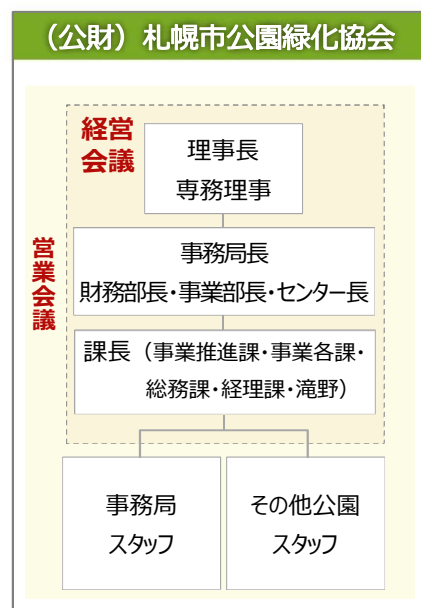 （公財）札幌市公園緑化協会
経営
会議
理事長
専務理事
営業会議
事務局長
財務部長・事業部長・センター長
課長（事業推進課・事業各課・
総務課・経理課・滝野）
事務局
スタッフ
その他公園
スタッフ